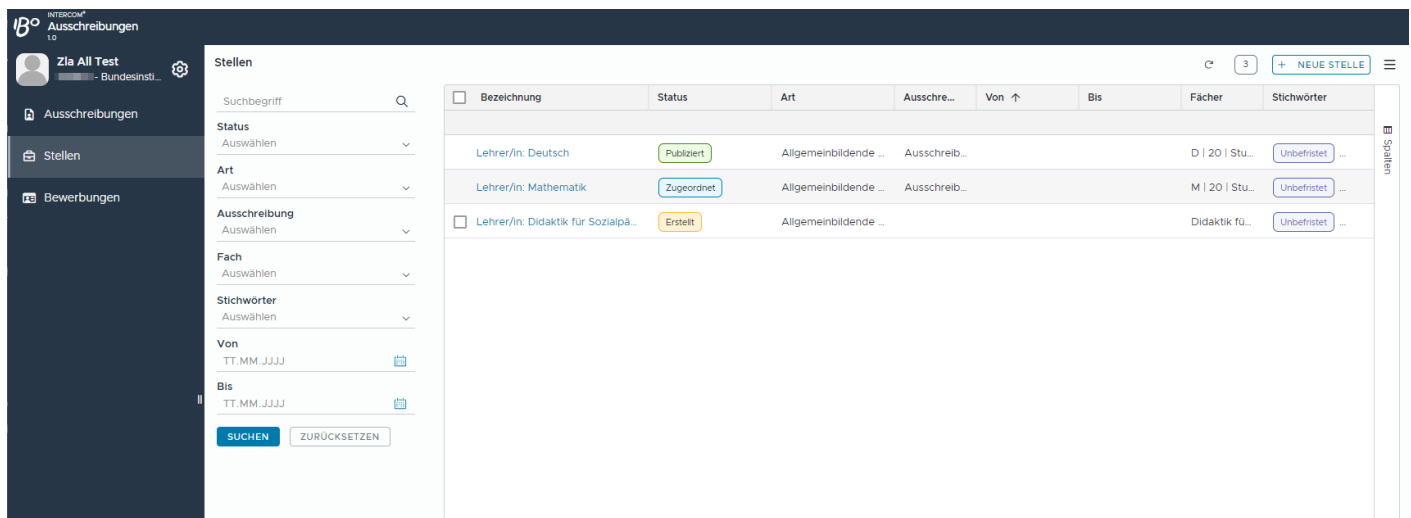 INTERCOM°
Ausschreibungen
1.0
Zla All Test
- Bundesinsti...
Ausschreibungen
Stellen
Bewerbungen
Stellen
3
+ NEUE STELLE
Suchbegriff
Status
Auswählen
Art
Auswählen
Ausschreibung
Auswählen
Fach
Auswählen
Stichwörter
Auswählen
Von
TT.MM.JJJJ
Bis
TT.MM.JJJJ
SUCHEN ZURÜCKSETZEN
Bezeichnung Status Art Ausschre... Von ↑ Bis Fächer Stichwörter
Lehrer/in: Deutsch Publiziert Allgemeinbildende ... Ausschreib... D | 20 | Stu... Unbefristet ...
Lehrer/in: Mathematik Zugeordnet Allgemeinbildende ... Ausschreib... M | 20 | Stu... Unbefristet ...
Lehrer/in: Didaktik für Sozialpä... Erstellt Allgemeinbildende ... Didaktik fü... Unbefristet ...
Spalten